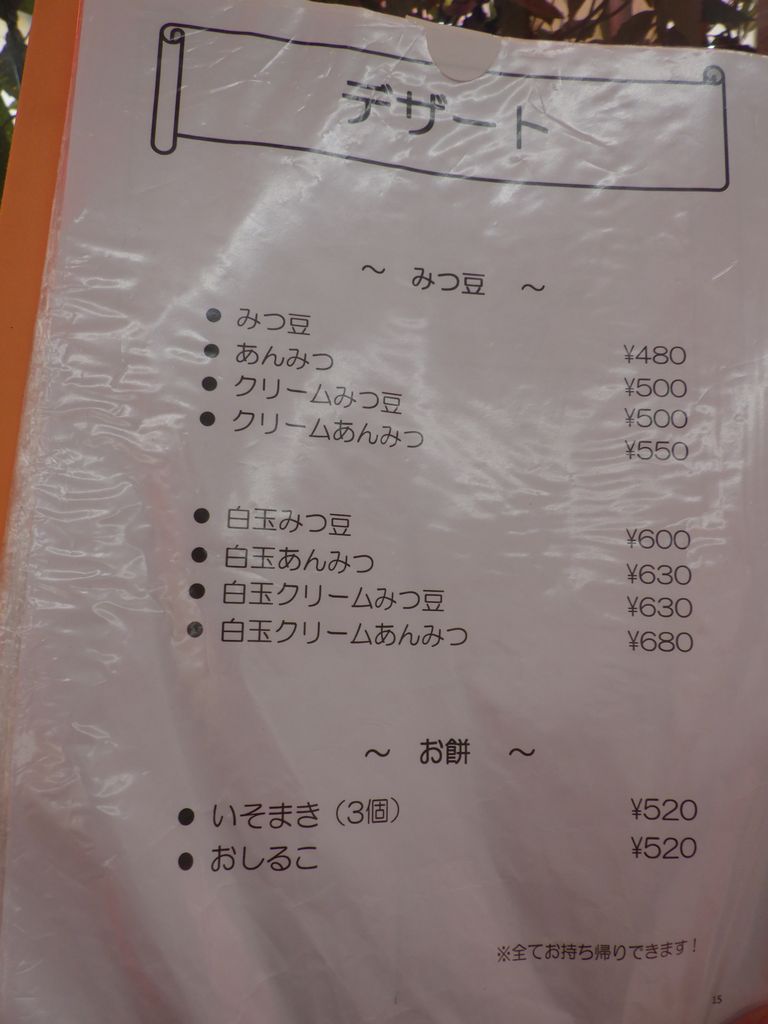 デザート
～ みつ豆 ～
● みつ豆 ¥480
● あんみつ ¥500
● クリームみつ豆 ¥500
● クリームあんみつ ¥550
● 白玉みつ豆 ¥600
● 白玉あんみつ ¥630
● 白玉クリームみつ豆 ¥630
● 白玉クリームあんみつ ¥680
～ お餅 ～
● いそまき（3個） ¥520
● おしるこ ¥520
※全てお持ち帰りできます！
15